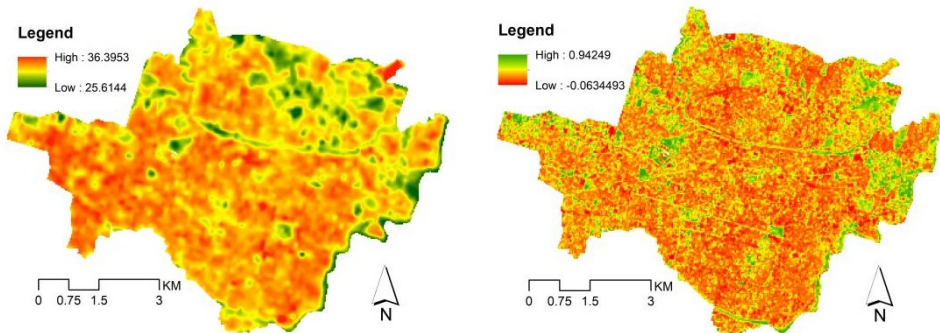 Legend
High : 36.3953
Low : 25.6144
KM
0 0.75 1.5 3
N
Legend
High : 0.94249
Low : -0.0634493
KM
0 0.75 1.5 3
N